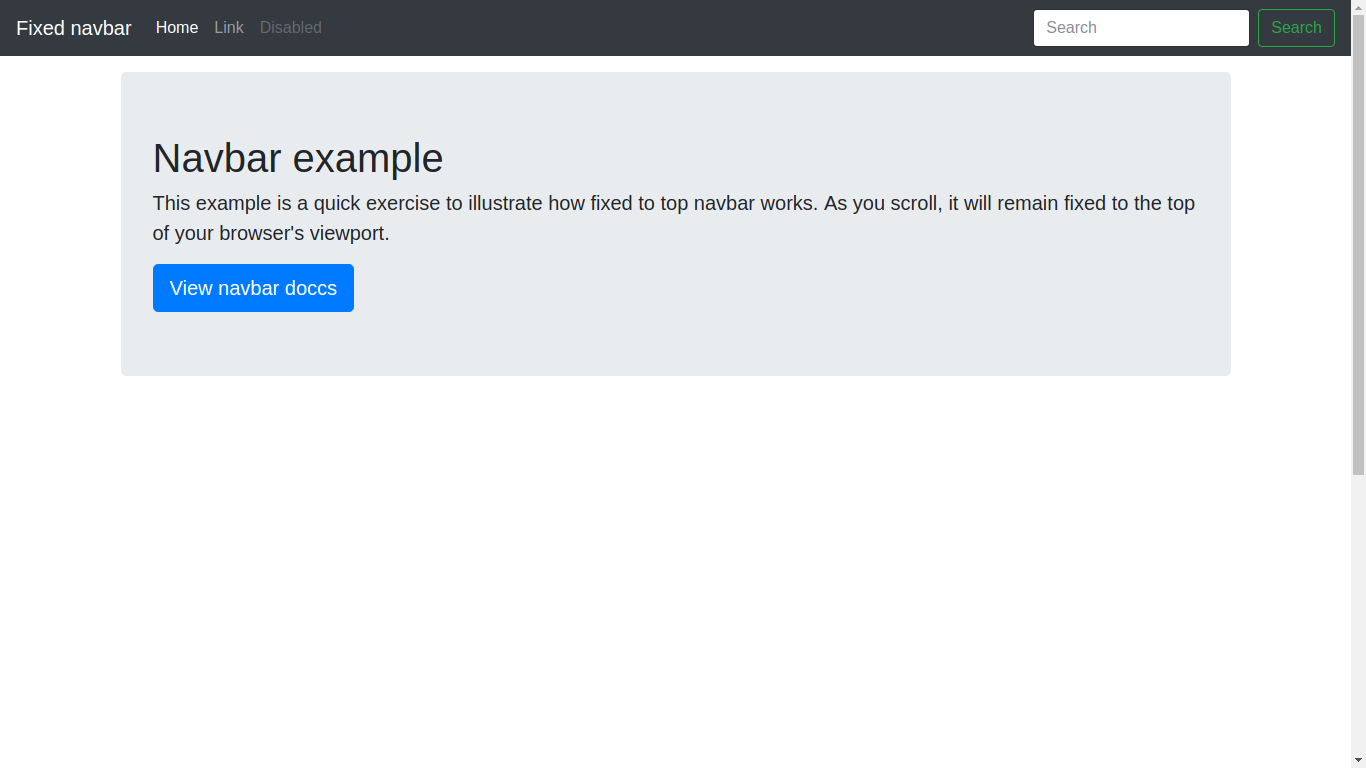 Fixed navbar Home Link Disabled Search Search
Navbar example
This example is a quick exercise to illustrate how fixed to top navbar works. As you scroll, it will remain fixed to the top
of your browser's viewport.
View navbar doccs